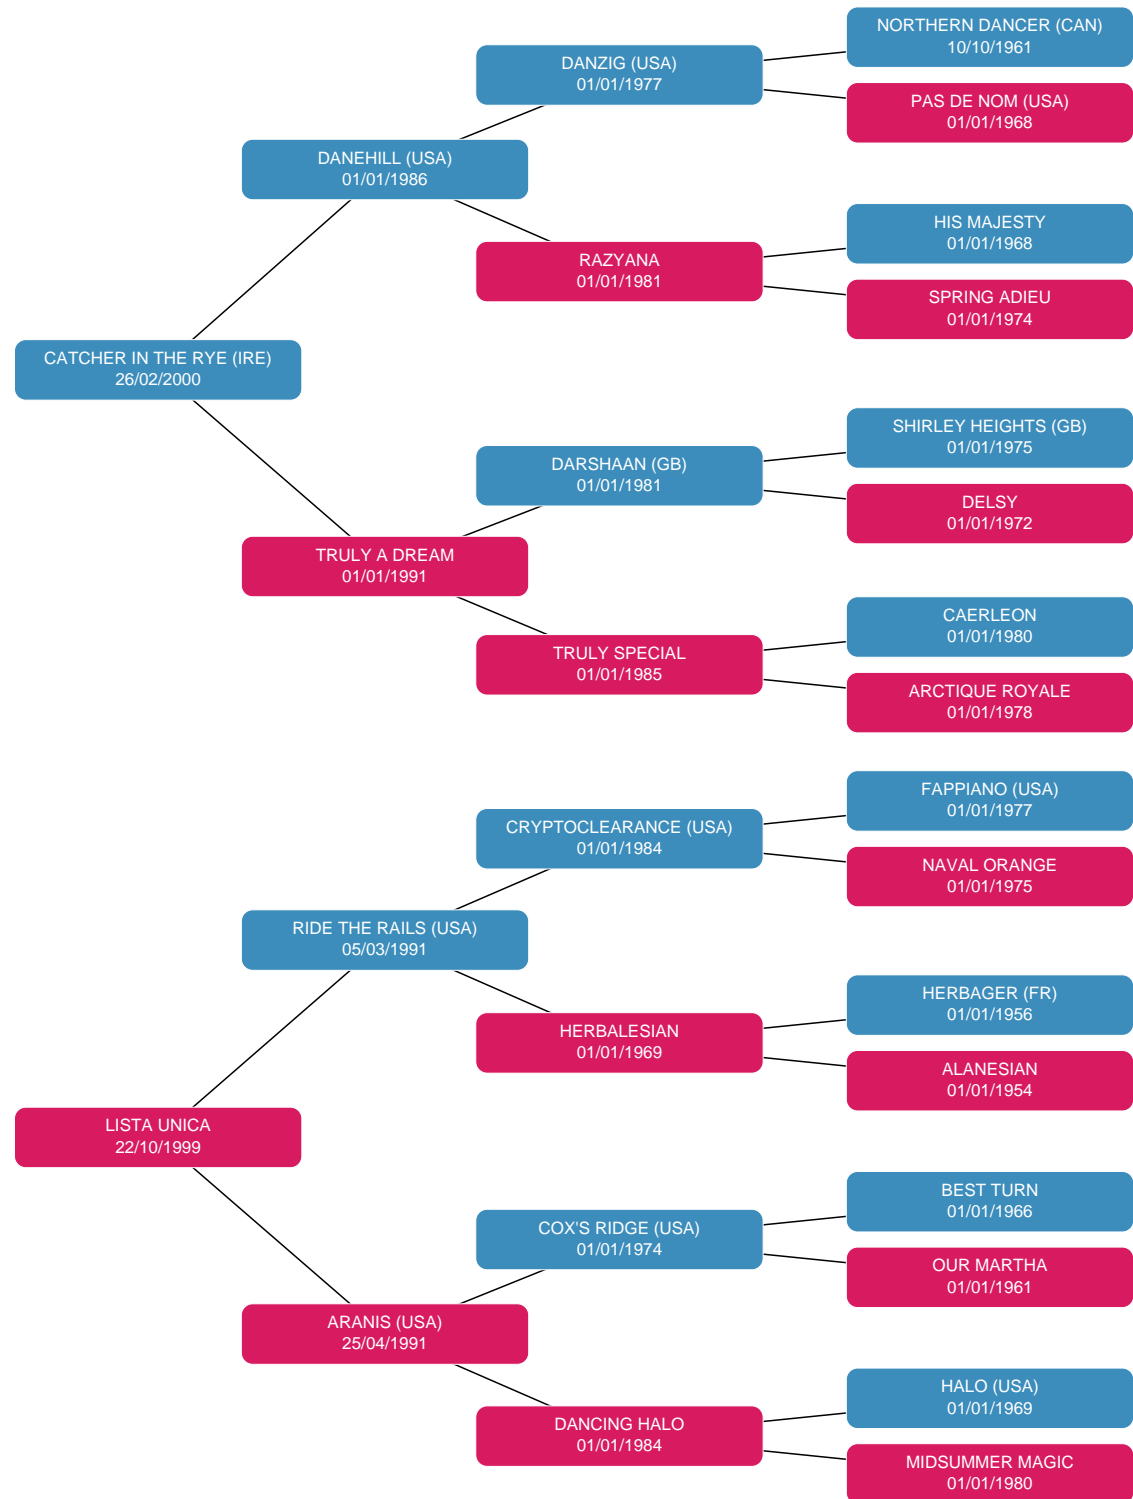 NORTHERN DANCER (CAN)
10/10/1961
DANZIG (USA)
01/01/1977
PAS DE NOM (USA)
01/01/1968
DANEHILL (USA)
01/01/1986
HIS MAJESTY
01/01/1968
RAZYANA
01/01/1981
SPRING ADIEU
01/01/1974
CATCHER IN THE RYE (IRE)
26/02/2000
SHIRLEY HEIGHTS (GB)
01/01/1975
DARSHAAN (GB)
01/01/1981
DELSY
01/01/1972
TRULY A DREAM
01/01/1991
CAERLEON
01/01/1980
TRULY SPECIAL
01/01/1985
ARCTIQUE ROYALE
01/01/1978
FAPPIANO (USA)
01/01/1977
CRYPTOCLEARANCE (USA)
01/01/1984
NAVAL ORANGE
01/01/1975
RIDE THE RAILS (USA)
05/03/1991
HERBAGER (FR)
01/01/1956
HERBALESIAN
01/01/1969
ALANESIAN
01/01/1954
LISTA UNICA
22/10/1999
BEST TURN
01/01/1966
COX'S RIDGE (USA)
01/01/1974
OUR MARTHA
01/01/1961
ARANIS (USA)
25/04/1991
HALO (USA)
01/01/1969
DANCING HALO
01/01/1984
MIDSUMMER MAGIC
01/01/1980